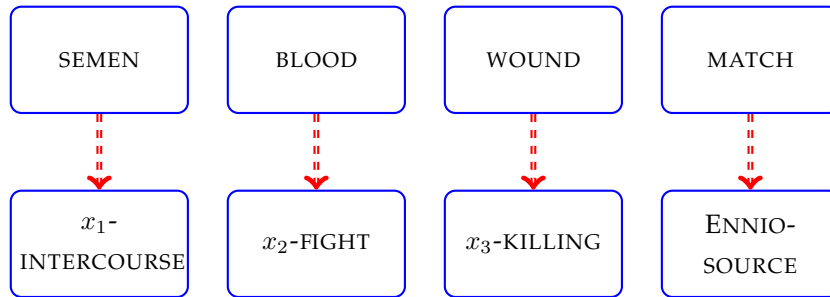 SEMEN
BLOOD
WOUND
MATCH
x₁-
INTERCOURSE
x₂-FIGHT
x₃-KILLING
ENNIO-
SOURCE